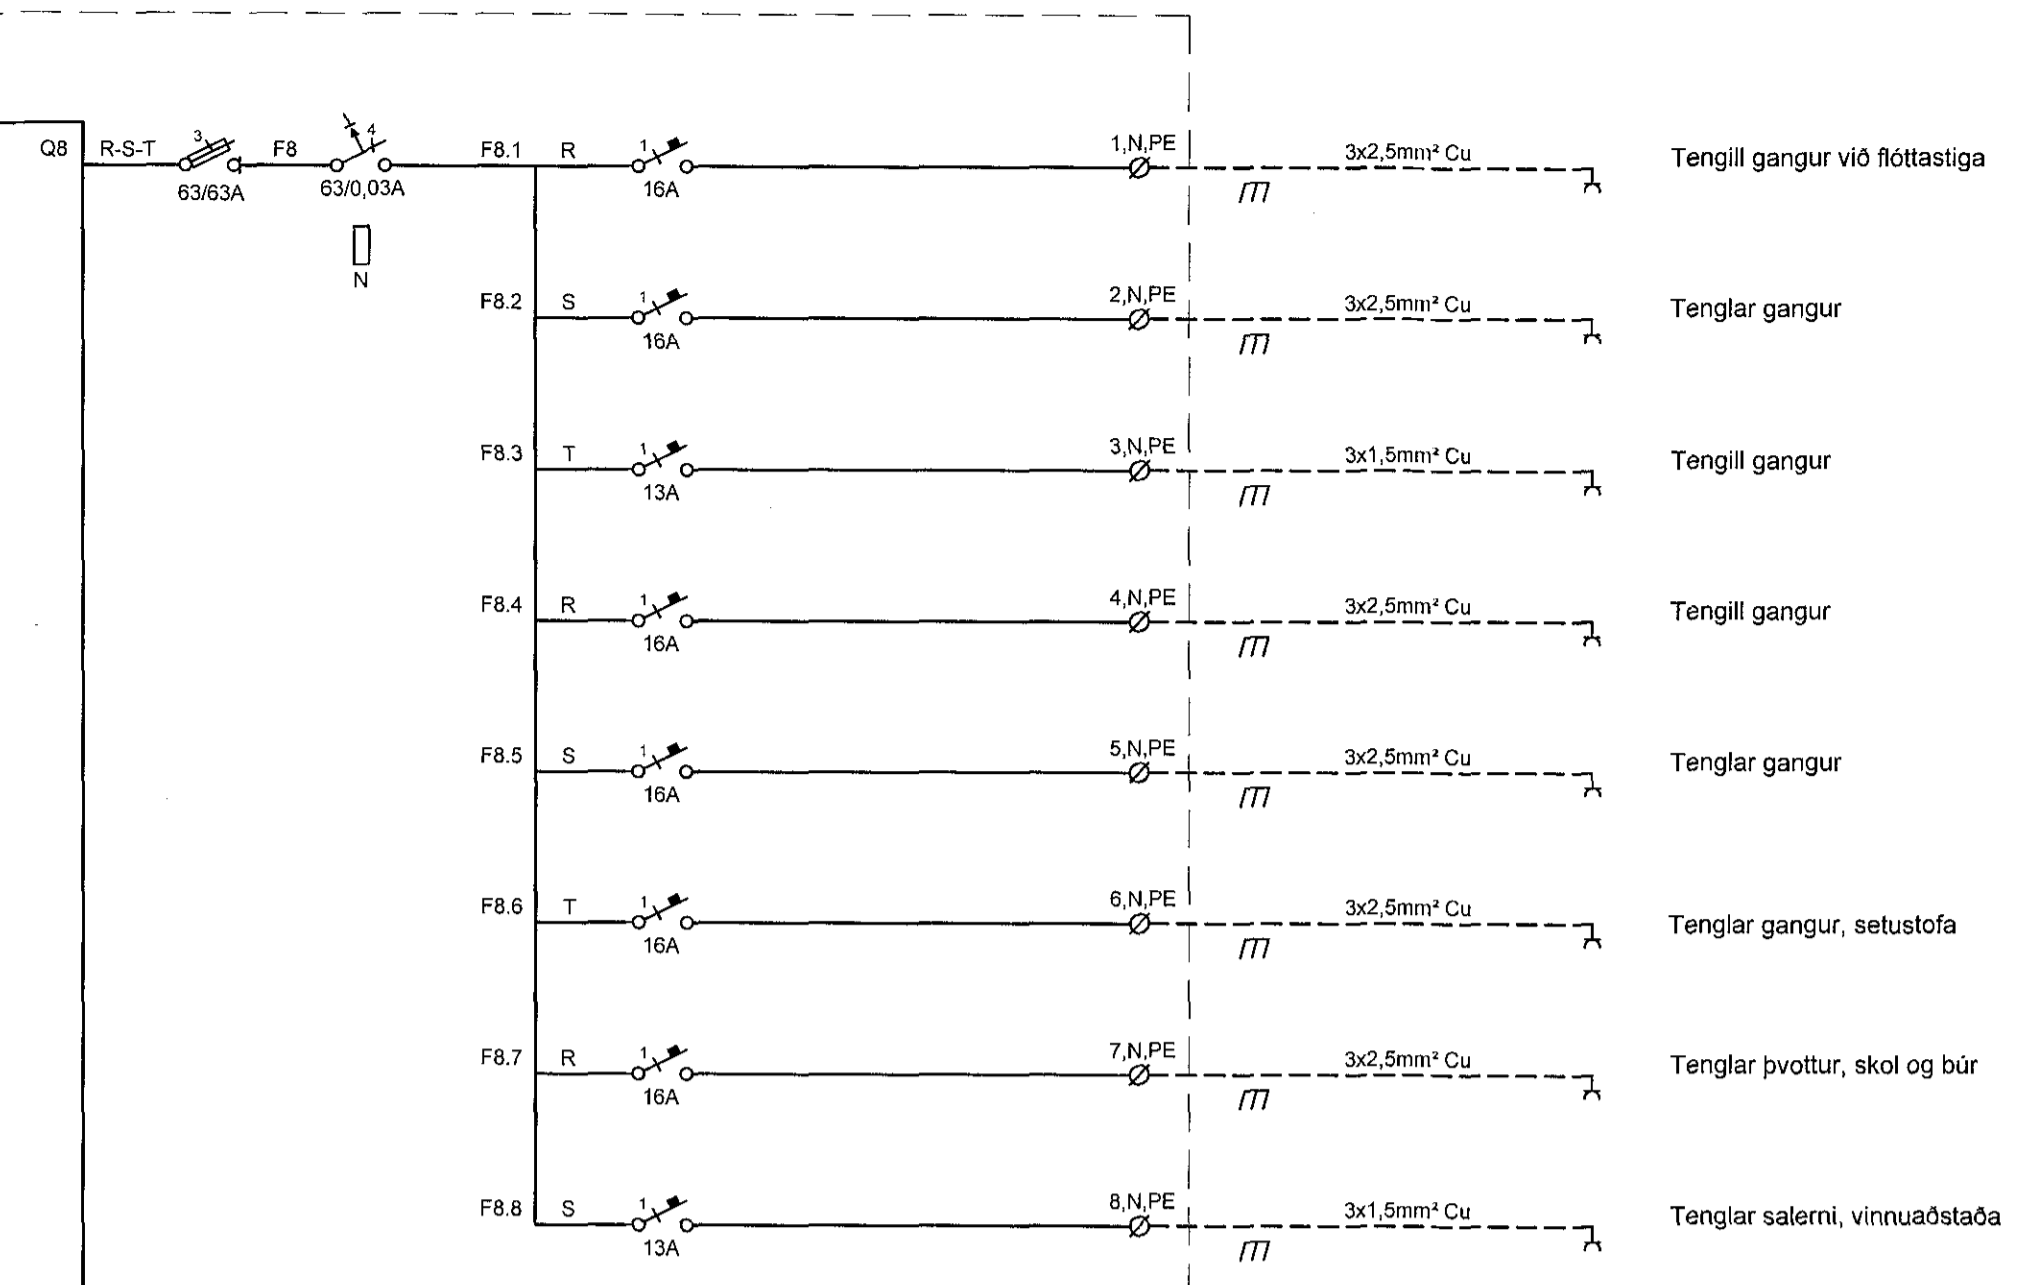 Q8 R-S-T 3 F8 4 F8.1 R 1 1,N,PE 3x2,5mm² Cu Tengill gangur við flóttastiga
63/63A 63/0,03A 16A
N
F8.2 S 1 2,N,PE 3x2,5mm² Cu Tenglar gangur
16A
F8.3 T 1 3,N,PE 3x1,5mm² Cu Tengill gangur
13A
F8.4 R 1 4,N,PE 3x2,5mm² Cu Tengill gangur
16A
F8.5 S 1 5,N,PE 3x2,5mm² Cu Tenglar gangur
16A
F8.6 T 1 6,N,PE 3x2,5mm² Cu Tenglar gangur, setustofa
16A
F8.7 R 1 7,N,PE 3x2,5mm² Cu Tenglar þvottur, skol og búr
16A
F8.8 S 1 8,N,PE 3x1,5mm² Cu Tenglar salerni, vinnuaðstaða
13A